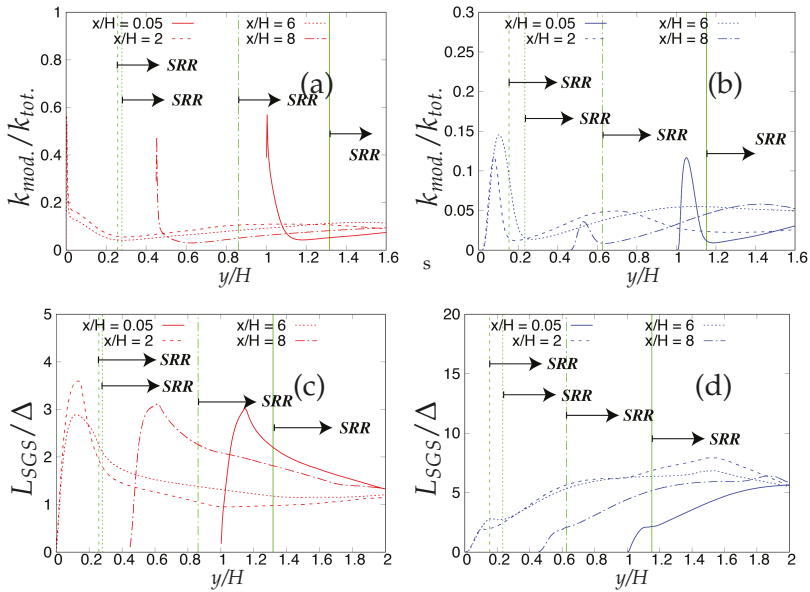 x/H = 0.05
x/H = 2
x/H = 6
x/H = 8
(a)
SRR
SRR
SRR
SRR
k_mod./k_tot.
1
0.8
0.6
0.4
0.2
0
0 0.2 0.4 0.6 0.8 1 1.2 1.4 1.6
y/H
x/H = 0.05
x/H = 2
x/H = 6
x/H = 8
(b)
SRR
SRR
SRR
SRR
k_mod./k_tot.
0.3
0.25
0.2
0.15
0.1
0.05
0
0 0.2 0.4 0.6 0.8 1 1.2 1.4 1.6
y/H
s
x/H = 0.05
x/H = 2
x/H = 6
x/H = 8
(c)
SRR
SRR
SRR
SRR
L_SGS/Δ
5
4
3
2
1
0
0 0.2 0.4 0.6 0.8 1 1.2 1.4 1.6 1.8 2
y/H
x/H = 0.05
x/H = 2
x/H = 6
x/H = 8
(d)
SRR
SRR
SRR
SRR
L_SGS/Δ
20
15
10
5
0
0 0.2 0.4 0.6 0.8 1 1.2 1.4 1.6 1.8 2
y/H